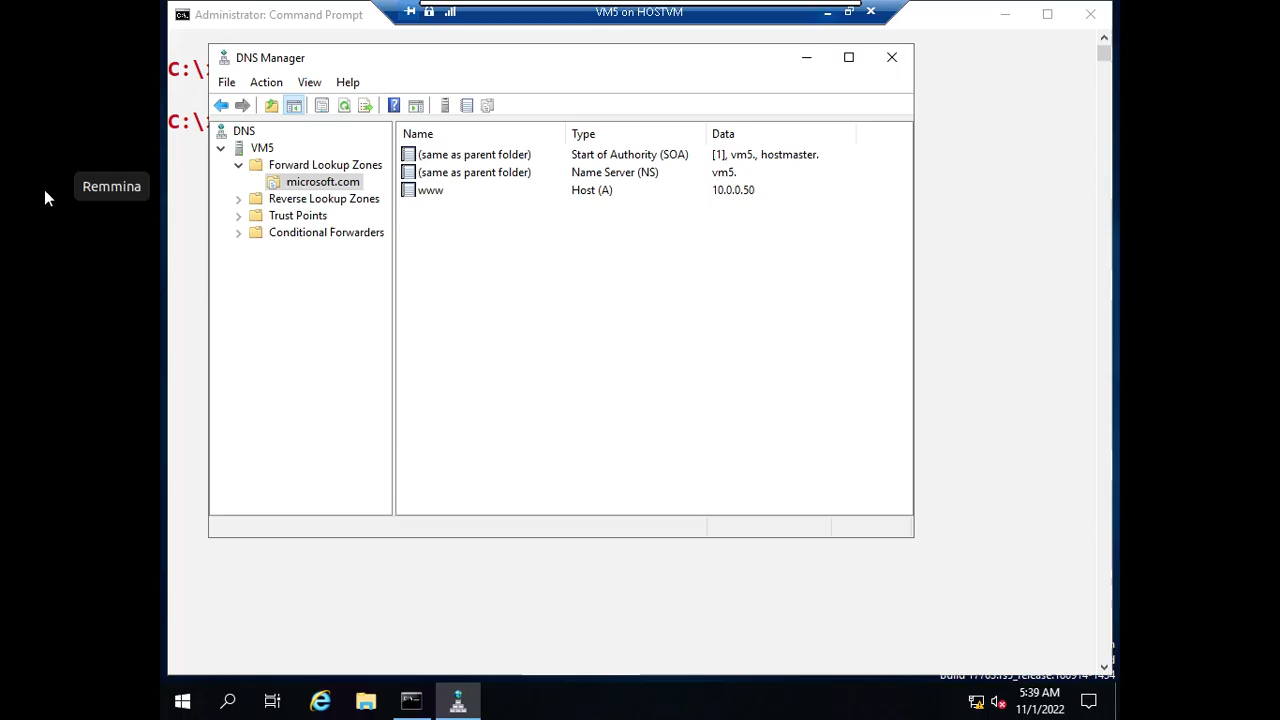 Administrator: Command Prompt
VM5 on HOSTVM
C:\
DNS Manager
File Action View Help
C:\
DNS
VM5
Forward Lookup Zones
microsoft.com
Reverse Lookup Zones
Trust Points
Conditional Forwarders
Name Type Data
(same as parent folder) Start of Authority (SOA) [1], vm5., hostmaster.
(same as parent folder) Name Server (NS) vm5.
www Host (A) 10.0.0.50
Remmina
5:39 AM
11/1/2022